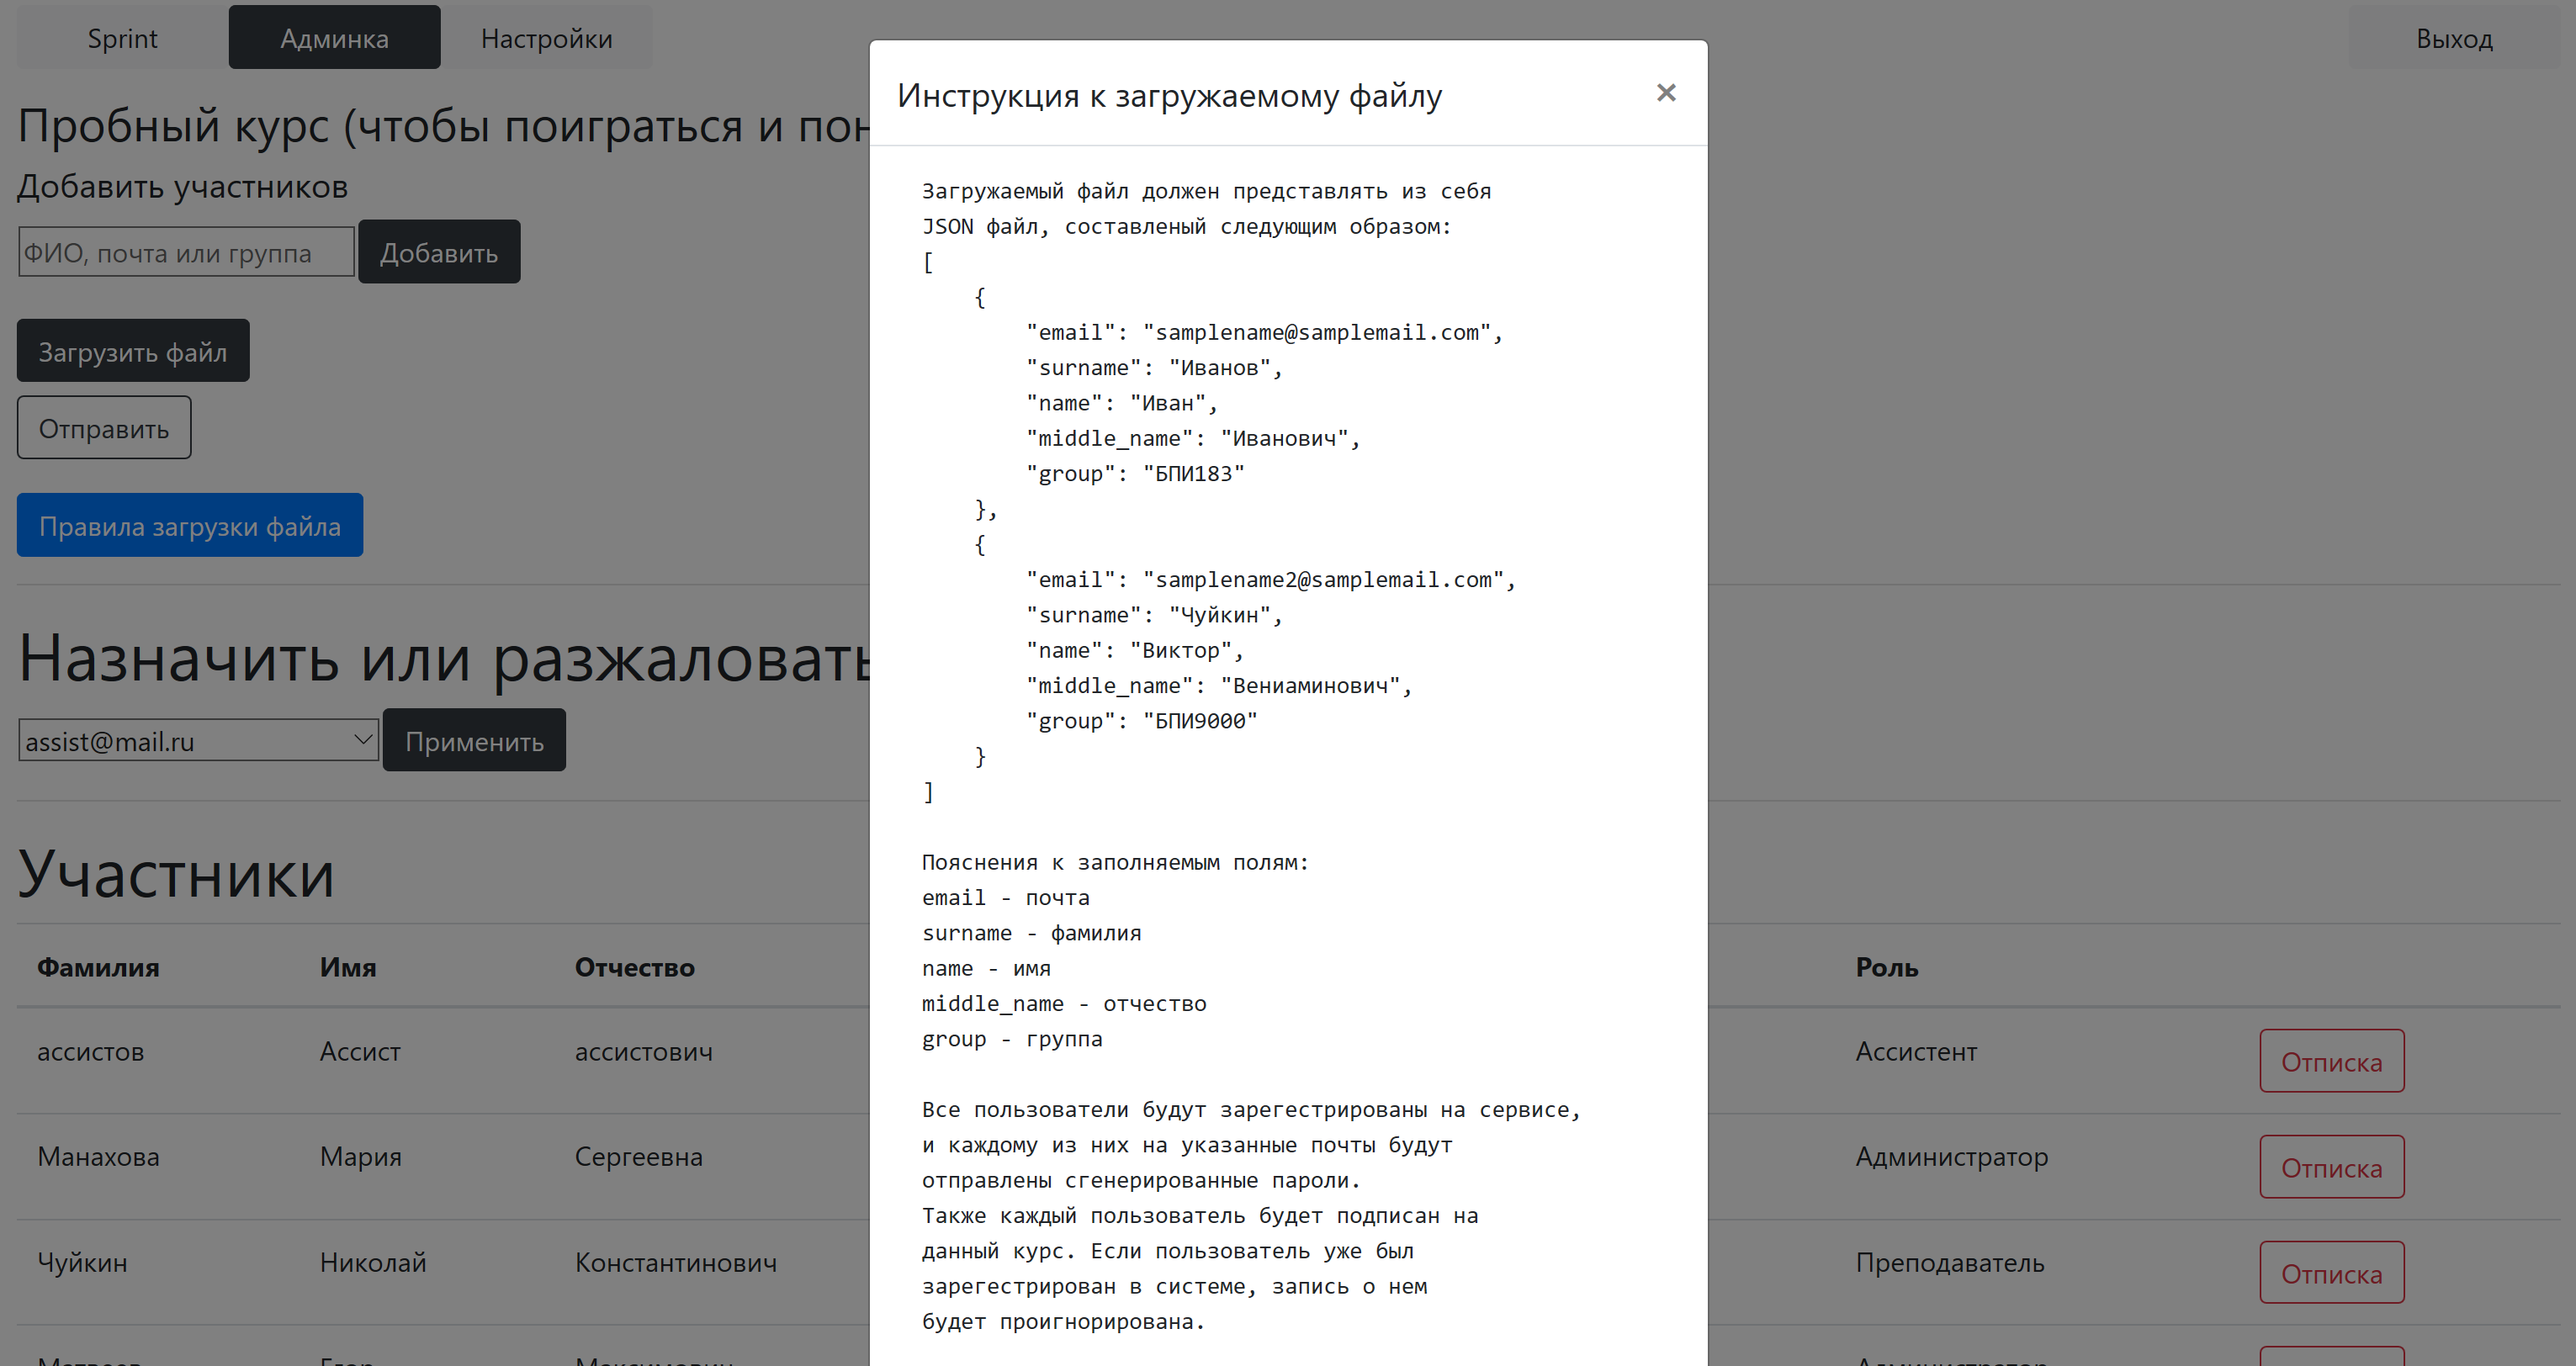 Sprint
Админка
Настройки
Выход
Пробный курс (чтобы поиграться и
Добавить участников
ФИО, почта или группа
Добавить
Загрузить файл
Отправить
Правила загрузки файла
Назначить или разжаловать
assist@mail.ru
Применить
Участники
Фамилия Имя Отчество Роль
ассистов Ассист ассистович Ассистент Отписка
Манахова Мария Сергеевна Администратор Отписка
Чуйкин Николай Константинович Преподаватель Отписка
Инструкция к загружаемому файлу
×
Загружаемый файл должен представлять из себя
JSON файл, составленый следующим образом:
[
{
"email": "samplename@samplemail.com",
"surname": "Иванов",
"name": "Иван",
"middle_name": "Иванович",
"group": "БПИ183"
},
{
"email": "samplename2@samplemail.com",
"surname": "Чуйкин",
"name": "Виктор",
"middle_name": "Вениаминович",
"group": "БПИ9000"
}
]
Пояснения к заполняемым полям:
email - почта
surname - фамилия
name - имя
middle_name - отчество
group - группа
Все пользователи будут зарегестрированы на сервисе,
и каждому из них на указанные почты будут
отправлены сгенерированные пароли.
Также каждый пользователь будет подписан на
данный курс. Если пользователь уже был
зарегестрирован в системе, запись о нем
будет проигнорирована.